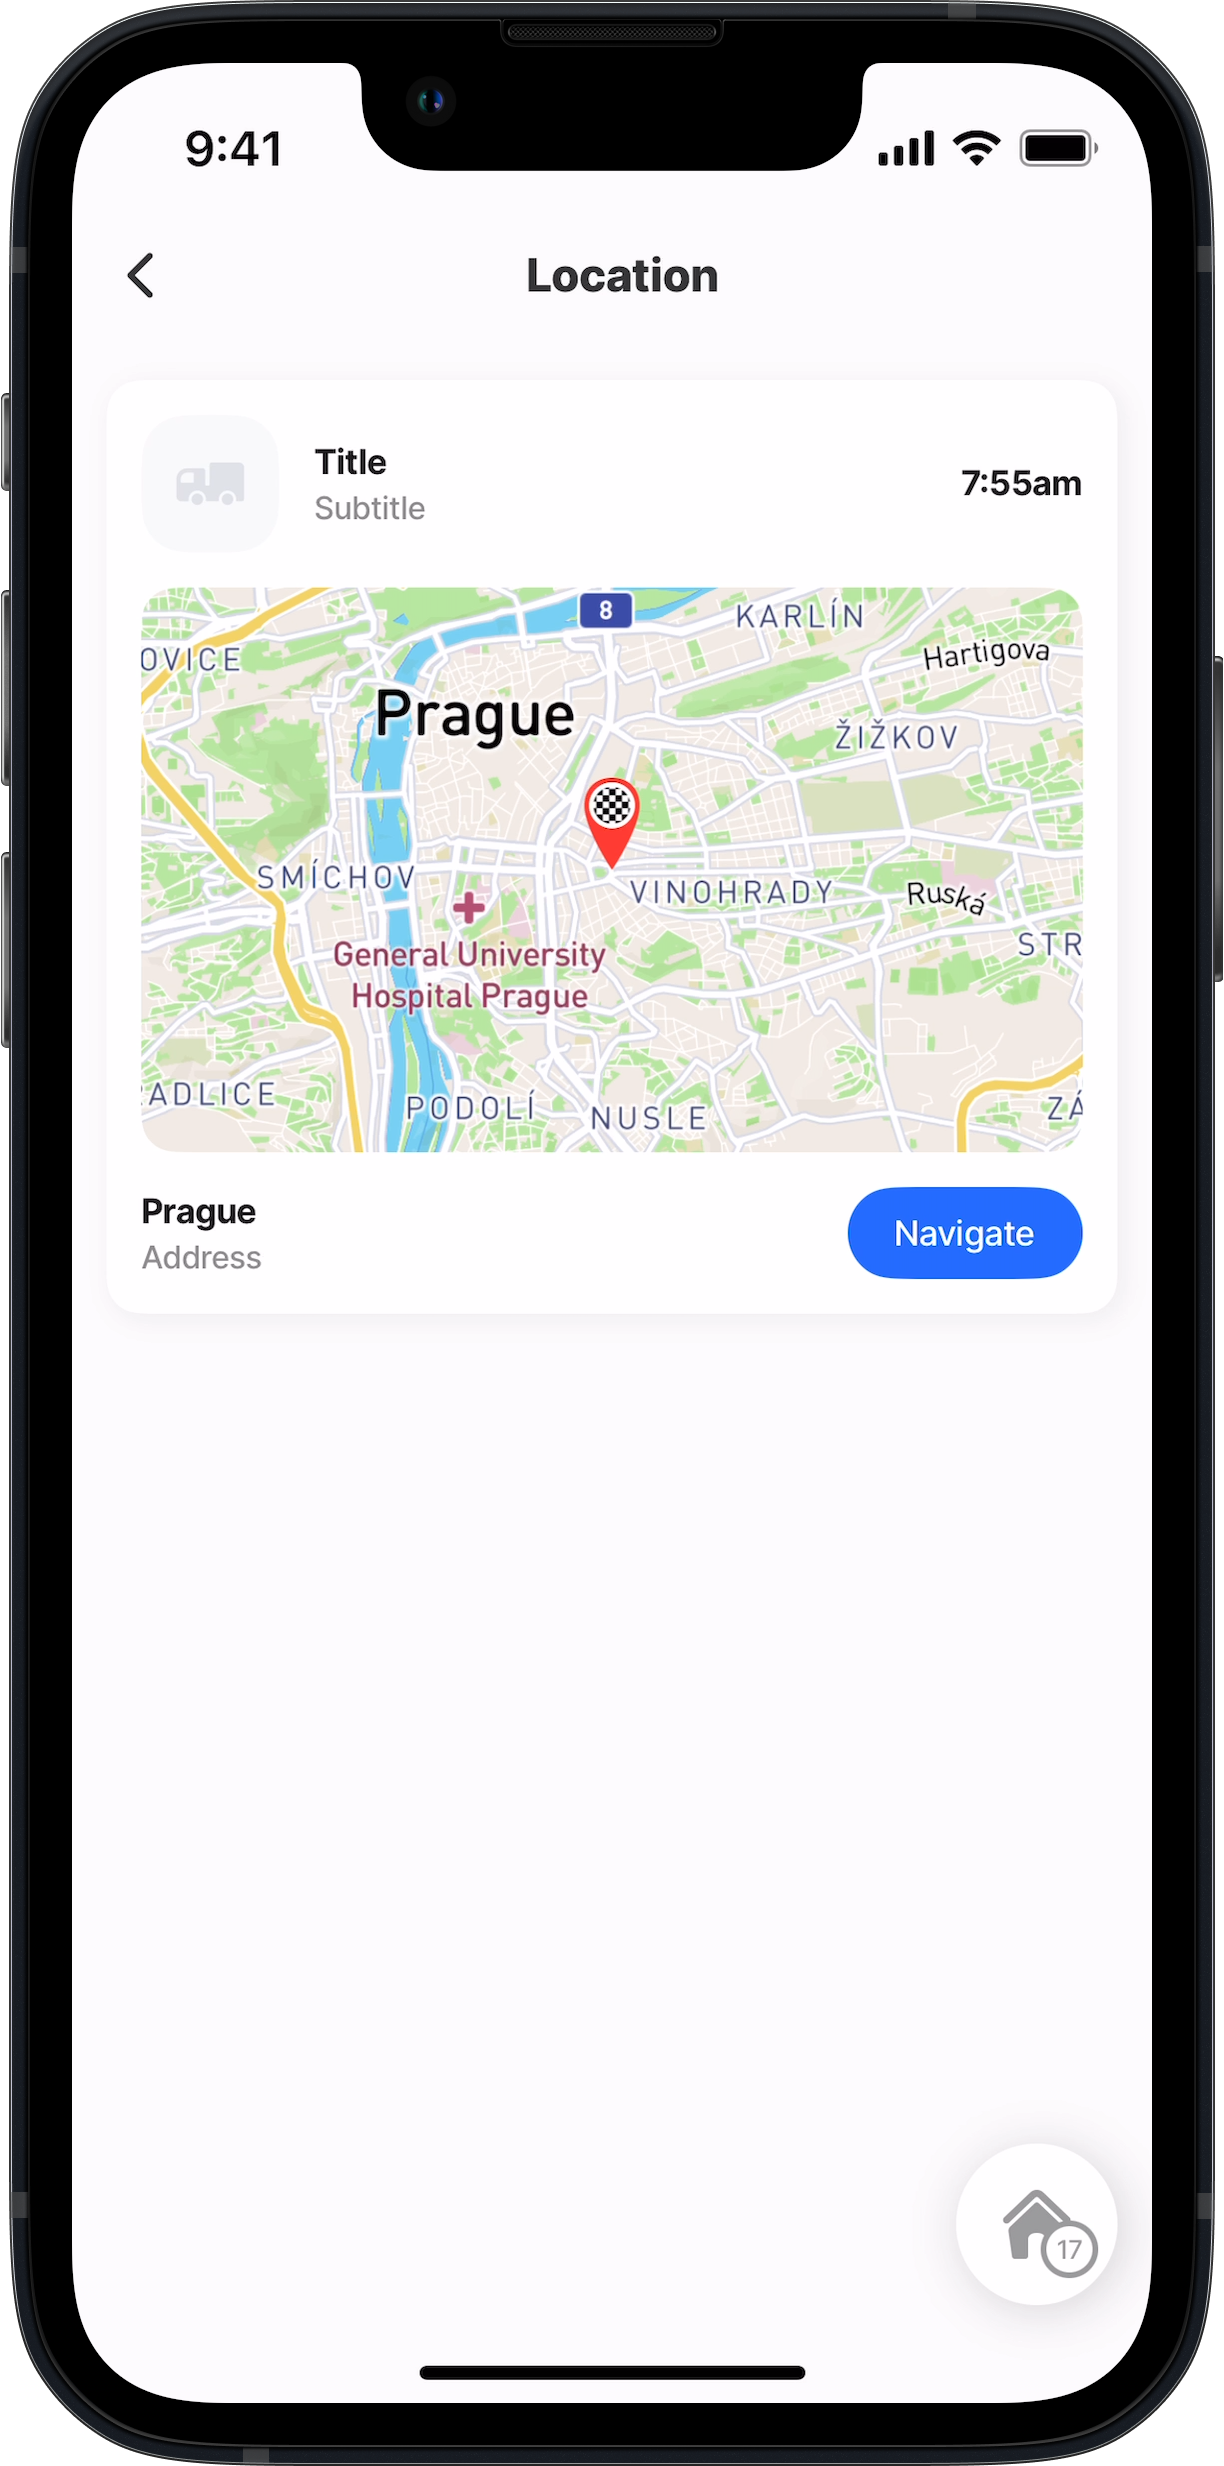 9:41
Location
Title
Subtitle
7:55am
8
KARLÍN
OVICE
Hartigova
Prague
ŽIŽKOV
SMÍCHOV
VINOHRADY
Ruská
STR
General University
Hospital Prague
ADLICE
PODOLÍ
NUSLE
ZÁ
Prague
Address
Navigate
17